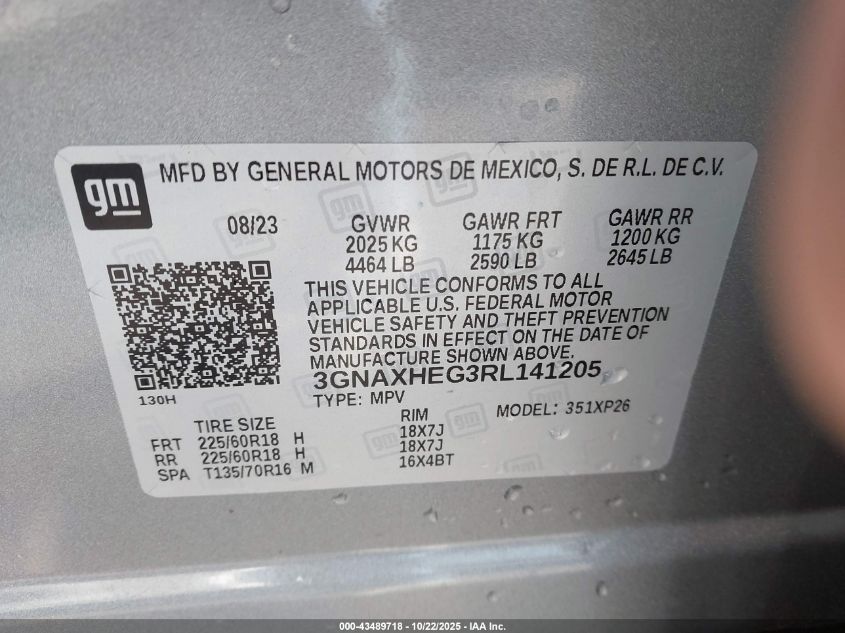 gm
MFD BY GENERAL MOTORS DE MEXICO, S. DE R.L. DE C.V.
08/23 GVWR GAWR FRT GAWR RR
2025 KG 1175 KG 1200 KG
4464 LB 2590 LB 2645 LB
THIS VEHICLE CONFORMS TO ALL
APPLICABLE U.S. FEDERAL MOTOR
VEHICLE SAFETY AND THEFT PREVENTION
STANDARDS IN EFFECT ON THE DATE OF
MANUFACTURE SHOWN ABOVE.
3GNAXHEG3RL141205
130H
TYPE: MPV MODEL: 351XP26
TIRE SIZE RIM
FRT 225/60R18 H 18X7J
RR 225/60R18 H 18X7J
SPA T135/70R16 M 16X4BT
000-43489718 - 10/22/2025 - IAA Inc.